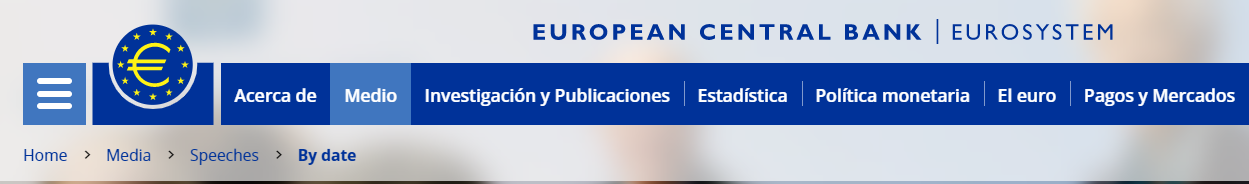 EUROPEAN CENTRAL BANK | EUROSYSTEM
Acerca de Medio Investigación y Publicaciones Estadística Política monetaria El euro Pagos y Mercados
Home > Media > Speeches > By date